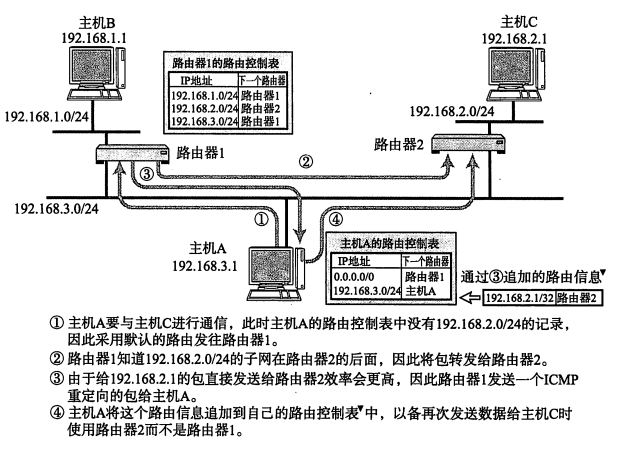 主机B
192.168.1.1
主机C
192.168.2.1
路由器1的路由控制表
IP地址 下一个路由器
192.168.1.0/24 路由器1
192.168.2.0/24 路由器2
192.168.3.0/24 路由器1
192.168.1.0/24
192.168.2.0/24
路由器1
路由器2
②
③
192.168.3.0/24
①
④
主机A
192.168.3.1
主机A的路由控制表
IP地址 下一个路由器
0.0.0.0/0 路由器1
192.168.3.0/24 主机A
通过③追加的路由信息▼
192.168.2.1/32 路由器2
① 主机A要与主机C进行通信，此时主机A的路由控制表中没有192.168.2.0/24的记录，
因此采用默认的路由发往路由器1。
② 路由器1知道192.168.2.0/24的子网在路由器2的后面，因此将包转发给路由器2。
③ 由于给192.168.2.1的包直接发送给路由器2效率会更高，因此路由器1发送一个ICMP
重定向的包给主机A。
④ 主机A将这个路由信息追加到自己的路由控制表▼中，以备再次发送数据给主机C时
使用路由器2而不是路由器1。